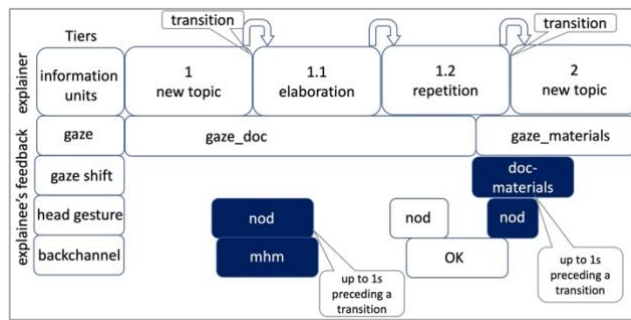 Tiers
transition
transition
explainer
information
units
1
new topic
1.1
elaboration
1.2
repetition
2
new topic
explainee's feedback
gaze
gaze_doc
gaze_materials
gaze shift
doc-
materials
head gesture
nod
nod
nod
backchannel
mhm
OK
up to 1s
preceding a
transition
up to 1s
preceding a
transition